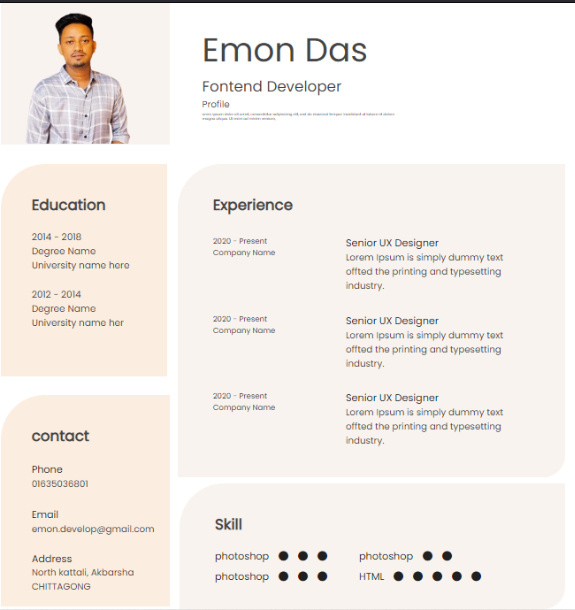 Emon Das
Fontend Developer
Profile
Education
2014 - 2018
Degree Name
University name here
2012 - 2014
Degree Name
University name her
contact
Phone
01635036801
Email
emon.develop@gmail.com
Address
North kattali, Akbarsha
CHITTAGONG
Experience
2020 - Present
Company Name
Senior UX Designer
Lorem Ipsum is simply dummy text
offted the printing and typesetting
industry.
2020 - Present
Company Name
Senior UX Designer
Lorem Ipsum is simply dummy text
offted the printing and typesetting
industry.
2020 - Present
Company Name
Senior UX Designer
Lorem Ipsum is simply dummy text
offted the printing and typesetting
industry.
Skill
photoshop
photoshop
photoshop
HTML